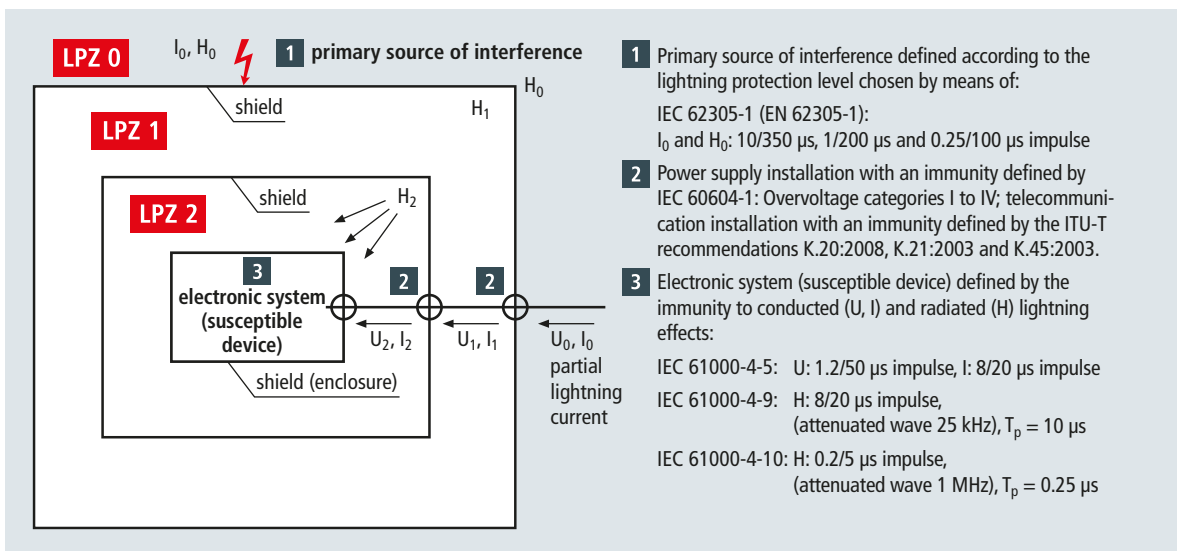 LPZ 0
I₀, H₀
1 primary source of interference
H₀
shield
H₁
LPZ 1
shield
H₂
LPZ 2
3
electronic system
(susceptible
device)
2
2
U₂, I₂
U₁, I₁
U₀, I₀
partial
lightning
current
shield (enclosure)
1 Primary source of interference defined according to the
lightning protection level chosen by means of:
IEC 62305-1 (EN 62305-1):
I₀ and H₀: 10/350 µs, 1/200 µs and 0.25/100 µs impulse
2 Power supply installation with an immunity defined by
IEC 60604-1: Overvoltage categories I to IV; telecommuni-
cation installation with an immunity defined by the ITU-T
recommendations K.20:2008, K.21:2003 and K.45:2003.
3 Electronic system (susceptible device) defined by the
immunity to conducted (U, I) and radiated (H) lightning
effects:
IEC 61000-4-5: U: 1.2/50 µs impulse, I: 8/20 µs impulse
IEC 61000-4-9: H: 8/20 µs impulse,
(attenuated wave 25 kHz), Tₚ = 10 µs
IEC 61000-4-10: H: 0.2/5 µs impulse,
(attenuated wave 1 MHz), Tₚ = 0.25 µs